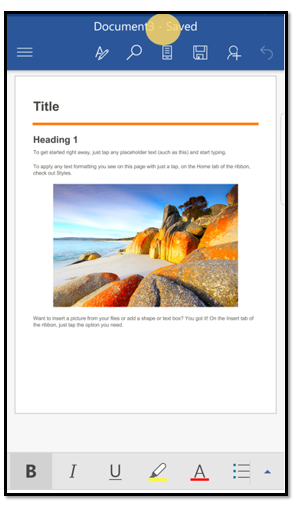 Document3 - Saved
Title
Heading 1
To get started right away, just tap any placeholder text (such as this) and start typing.
To apply any text formatting you see on this page with just a tap, on the Home tab of the ribbon,
check out Styles.
Want to insert a picture from your files or add a shape or text box? You got it! On the Insert tab of
the ribbon, just tap the option you need.
B I U A